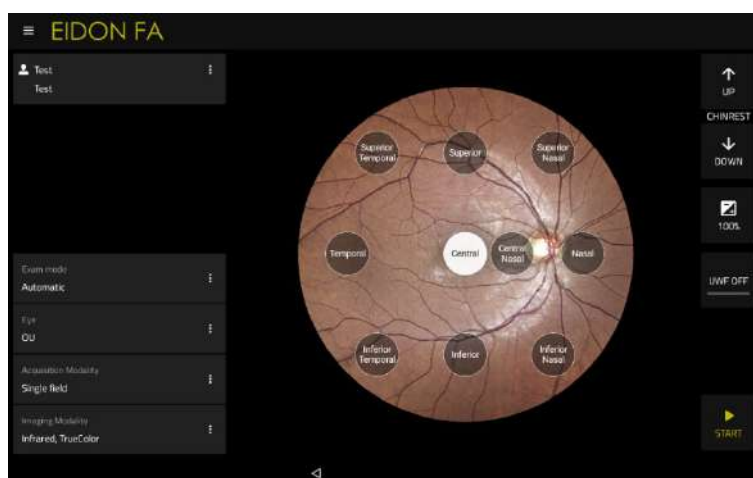 EIDON FA
Test
Test
Exam mode
Automatic
Eye
OU
Acquisition Modality
Single field
Imaging Modality
Infrared, TrueColor
Superior
Temporal
Superior
Superior
Nasal
Temporal
Central
Central
Nasal
Nasal
Inferior
Temporal
Inferior
Inferior
Nasal
UP
CHINREST
DOWN
100%
UWF OFF
START